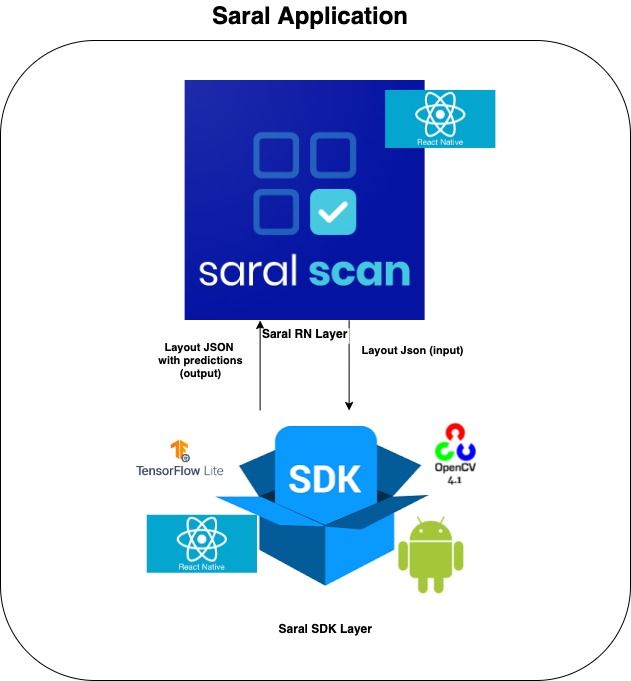 Saral Application
React Native
saral scan
Saral RN Layer
Layout JSON
with predictions
(output)
Layout Json (input)
TensorFlow Lite
SDK
OpenCV
4.1
React Native
Saral SDK Layer